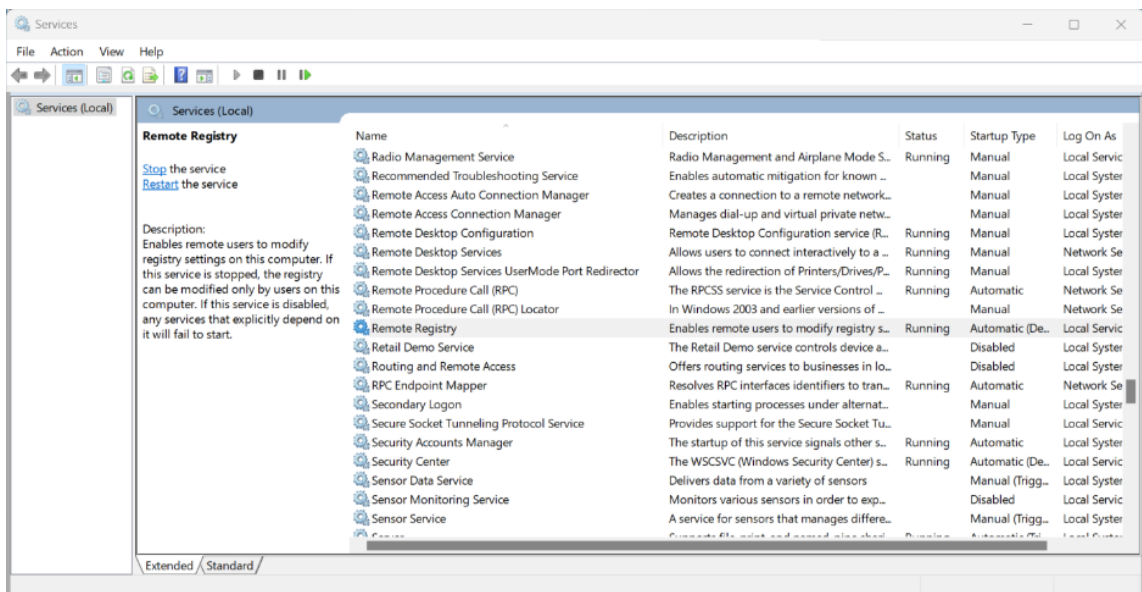 Services
File Action View Help
Services (Local)
Services (Local)
Remote Registry
Stop the service
Restart the service
Description:
Enables remote users to modify
registry settings on this computer. If
this service is stopped, the registry
can be modified only by users on this
computer. If this service is disabled,
any services that explicitly depend on
it will fail to start.
Name Description Status Startup Type Log On As
Radio Management Service Radio Management and Airplane Mode S... Running Manual Local Servic
Recommended Troubleshooting Service Enables automatic mitigation for known ... Manual Local Syster
Remote Access Auto Connection Manager Creates a connection to a remote network... Manual Local Syster
Remote Access Connection Manager Manages dial-up and virtual private netw... Manual Local Syster
Remote Desktop Configuration Remote Desktop Configuration service (R... Running Manual Local Syster
Remote Desktop Services Allows users to connect interactively to a ... Running Manual Network Se
Remote Desktop Services UserMode Port Redirector Allows the redirection of Printers/Drives/P... Running Manual Local Syster
Remote Procedure Call (RPC) The RPCSS service is the Service Control ... Running Automatic Network Se
Remote Procedure Call (RPC) Locator In Windows 2003 and earlier versions of ... Manual Network Se
Remote Registry Enables remote users to modify registry s... Running Automatic (De... Local Servic
Retail Demo Service The Retail Demo service controls device a... Disabled Local Syster
Routing and Remote Access Offers routing services to businesses in lo... Disabled Local Syster
RPC Endpoint Mapper Resolves RPC interfaces identifiers to tran... Running Automatic Network Se
Secondary Logon Enables starting processes under alternat... Manual Local Syster
Secure Socket Tunneling Protocol Service Provides support for the Secure Socket Tu... Manual Local Servic
Security Accounts Manager The startup of this service signals other s... Running Automatic Local Syster
Security Center The WSCSVC (Windows Security Center) s... Running Automatic (De... Local Servic
Sensor Data Service Delivers data from a variety of sensors Manual (Trigg... Local Syster
Sensor Monitoring Service Monitors various sensors in order to exp... Disabled Local Servic
Sensor Service A service for sensors that manages differe... Manual (Trigg... Local Syster
Extended Standard